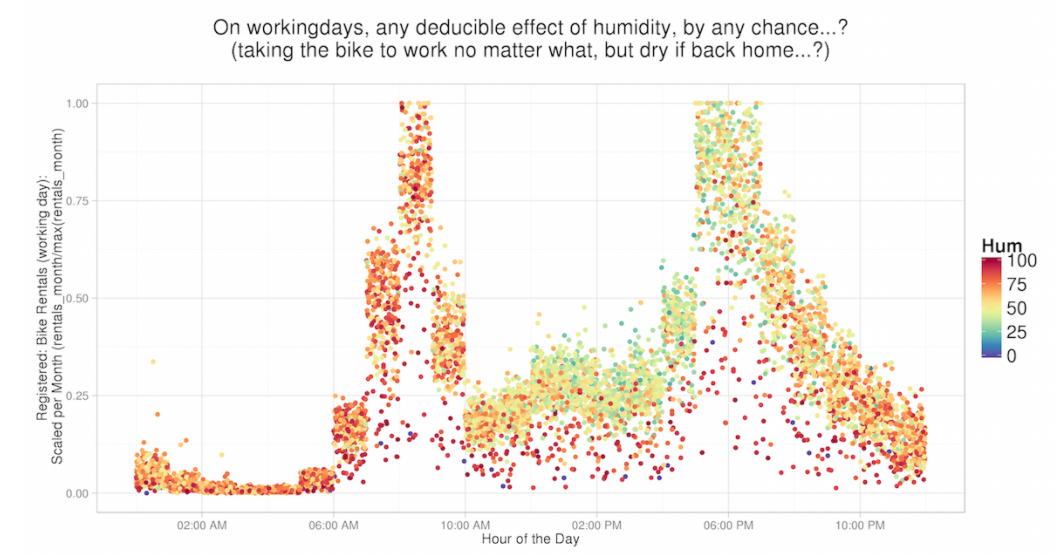 On workingdays, any deducible effect of humidity, by any chance...?
(taking the bike to work no matter what, but dry if back home...?)
Registered: Bike Rentals (working day):
Scaled per Month (rentals_month/max(rentals_month)
1.00
0.75
0.50
0.25
0.00
02:00 AM
06:00 AM
10:00 AM
02:00 PM
06:00 PM
10:00 PM
Hour of the Day
Hum
100
75
50
25
0